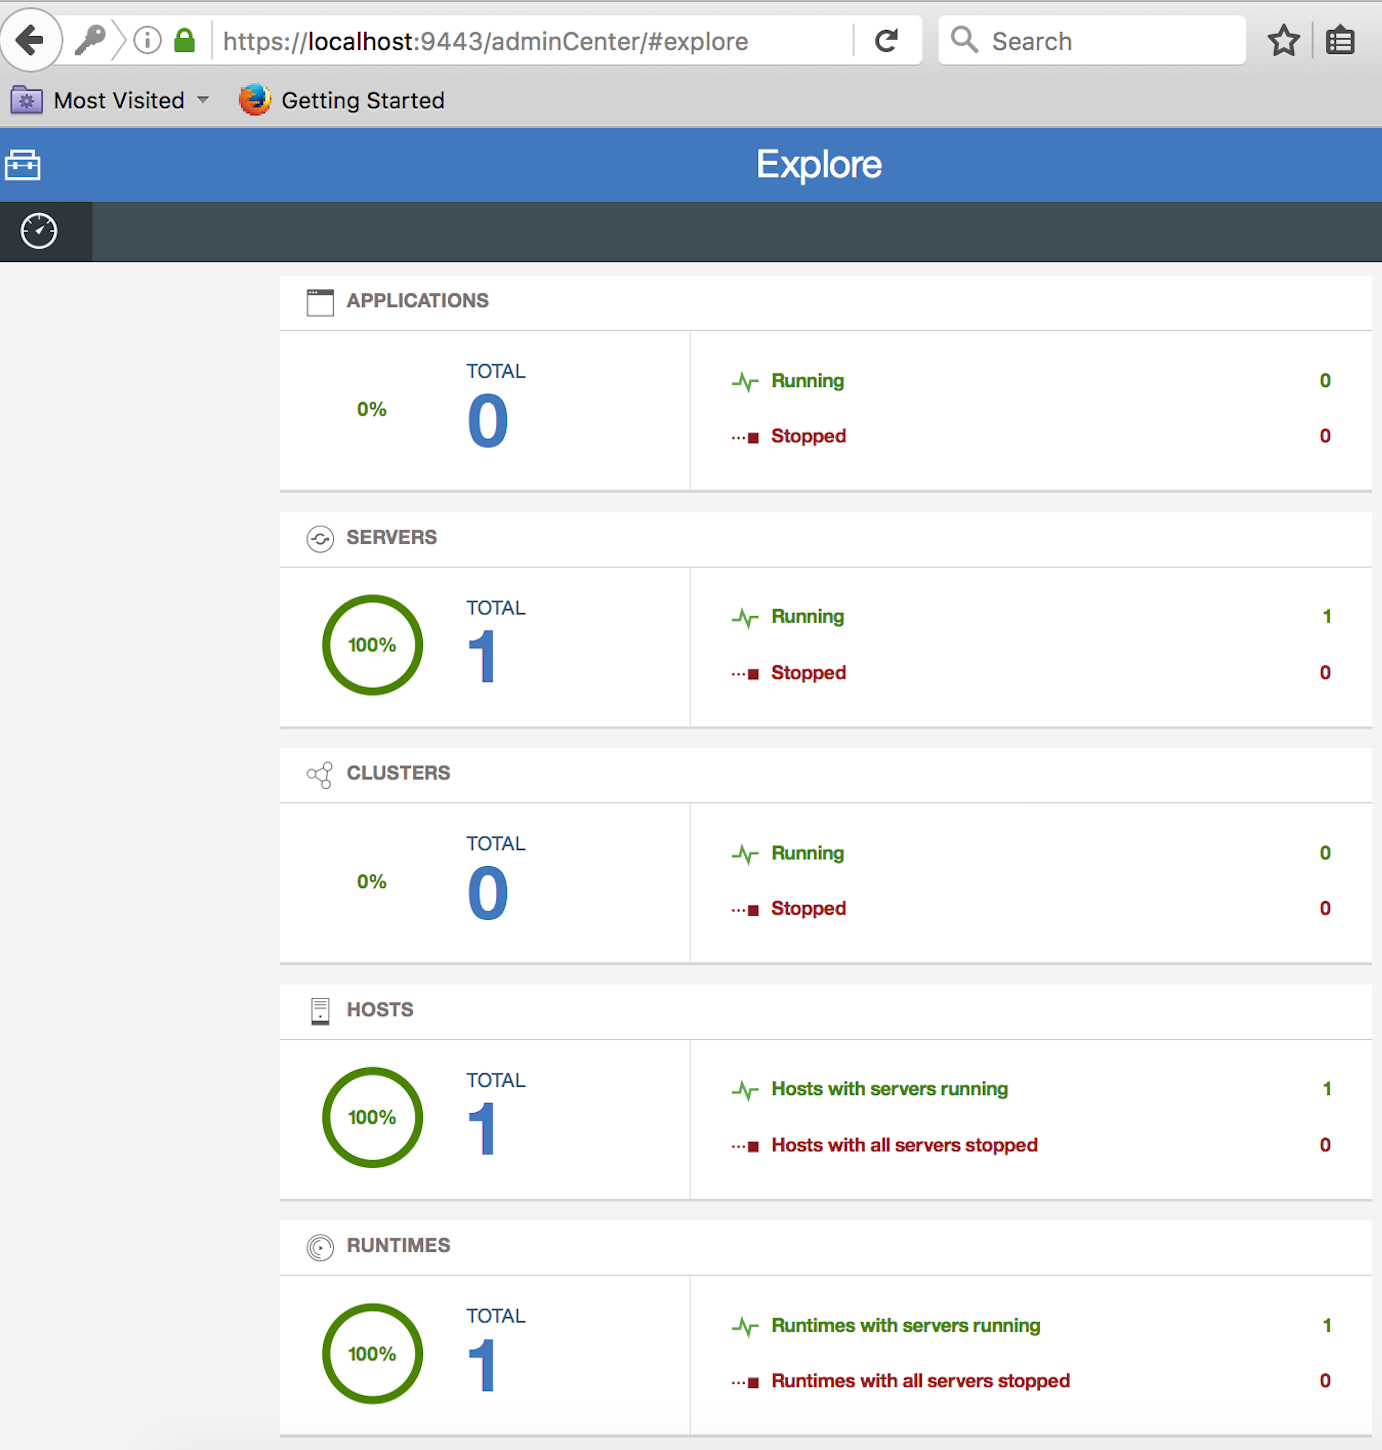 https://localhost:9443/adminCenter/#explore
Search
Most Visited
Getting Started
Explore
APPLICATIONS
0%
TOTAL
0
Running 0
Stopped 0
SERVERS
100%
TOTAL
1
Running 1
Stopped 0
CLUSTERS
0%
TOTAL
0
Running 0
Stopped 0
HOSTS
100%
TOTAL
1
Hosts with servers running 1
Hosts with all servers stopped 0
RUNTIMES
100%
TOTAL
1
Runtimes with servers running 1
Runtimes with all servers stopped 0